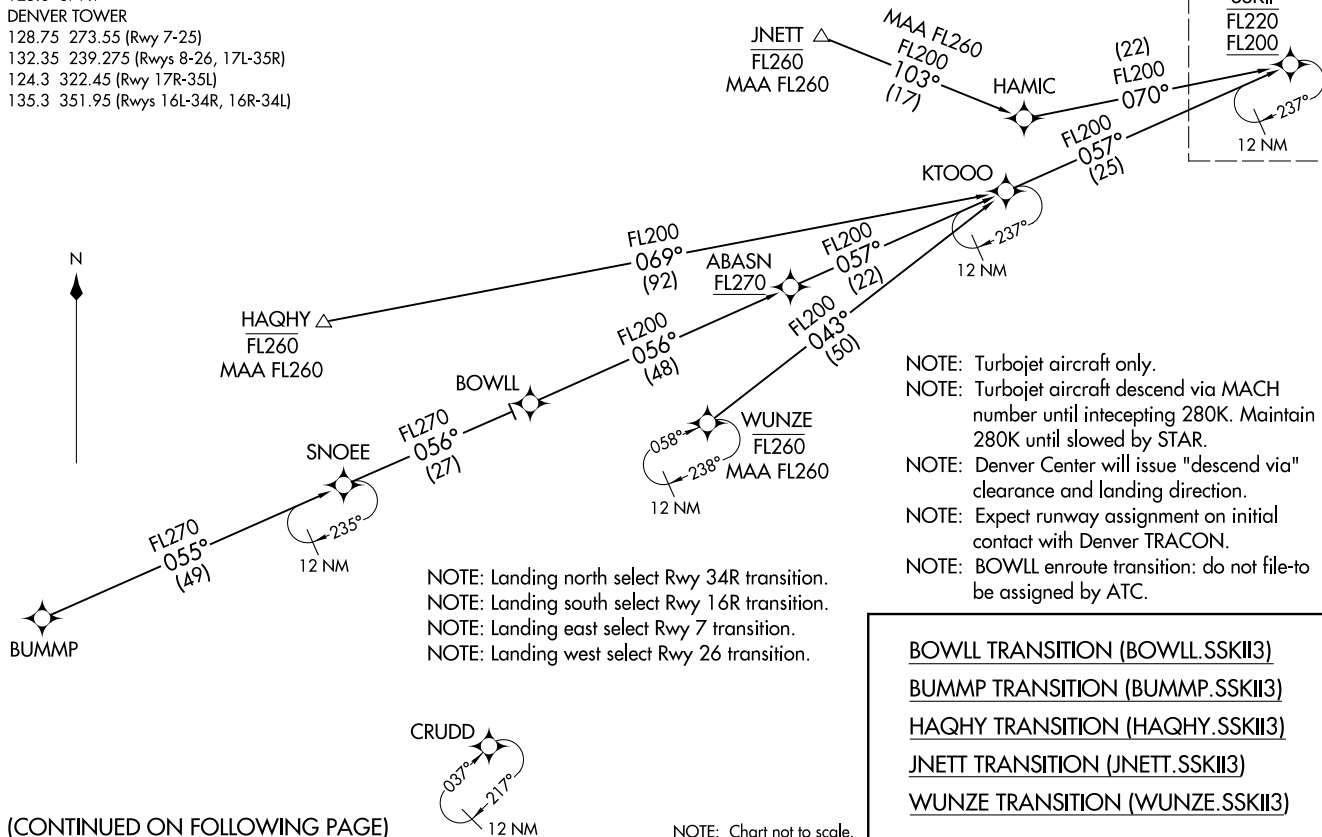 DENVER TOWER
128.75 273.55 (Rwy 7-25)
132.35 239.275 (Rwys 8-26, 17L-35R)
124.3 322.45 (Rwy 17R-35L)
135.3 351.95 (Rwys 16L-34R, 16R-34L)
JNETT
FL260
MAA FL260
MAA FL260
FL200
103°
(17)
HAMIC
(22)
FL200
070°
FL220
FL200
237°
12 NM
FL200
057°
(25)
KTOOO
237°
12 NM
N
HAQHY
FL260
MAA FL260
FL200
069°
(92)
ABASN
FL270
FL200
057°
(22)
FL200
043°
(50)
BOWLL
FL200
056°
(48)
WUNZE
FL260
MAA FL260
058°
238°
12 NM
SNOEE
FL270
056°
(27)
235°
12 NM
FL270
055°
(49)
BUMMP
NOTE: Turbojet aircraft only.
NOTE: Turbojet aircraft descend via MACH
number until intecepting 280K. Maintain
280K until slowed by STAR.
NOTE: Denver Center will issue "descend via"
clearance and landing direction.
NOTE: Expect runway assignment on initial
contact with Denver TRACON.
NOTE: BOWLL enroute transition: do not file-to
be assigned by ATC.
NOTE: Landing north select Rwy 34R transition.
NOTE: Landing south select Rwy 16R transition.
NOTE: Landing east select Rwy 7 transition.
NOTE: Landing west select Rwy 26 transition.
BOWLL TRANSITION (BOWLL.SSKII3)
BUMMP TRANSITION (BUMMP.SSKII3)
HAQHY TRANSITION (HAQHY.SSKII3)
JNETT TRANSITION (JNETT.SSKII3)
WUNZE TRANSITION (WUNZE.SSKII3)
CRUDD
037°
217°
12 NM
(CONTINUED ON FOLLOWING PAGE)
NOTE: Chart not to scale.